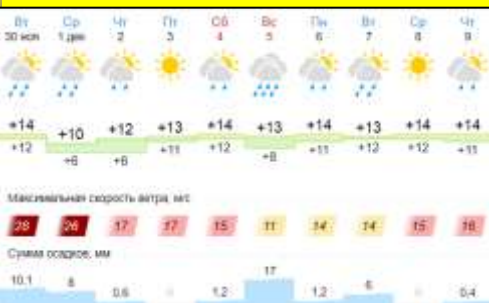 Вт Ср Чт Пт Сб Вс Пн Вт Ср Чт
30 ноя 1 дек 2 3 4 5 6 7 8 9
+14 +10 +12 +13 +14 +13 +14 +13 +14 +14
+12 +6 +6 +11 +12 +8 +11 +12 +12 +11
Максимальная скорость ветра, м/с
28 26 17 17 15 11 14 14 15 16
Сумма осадков, мм
10,1 8 0,6 1,2 17 1,2 6 0,4